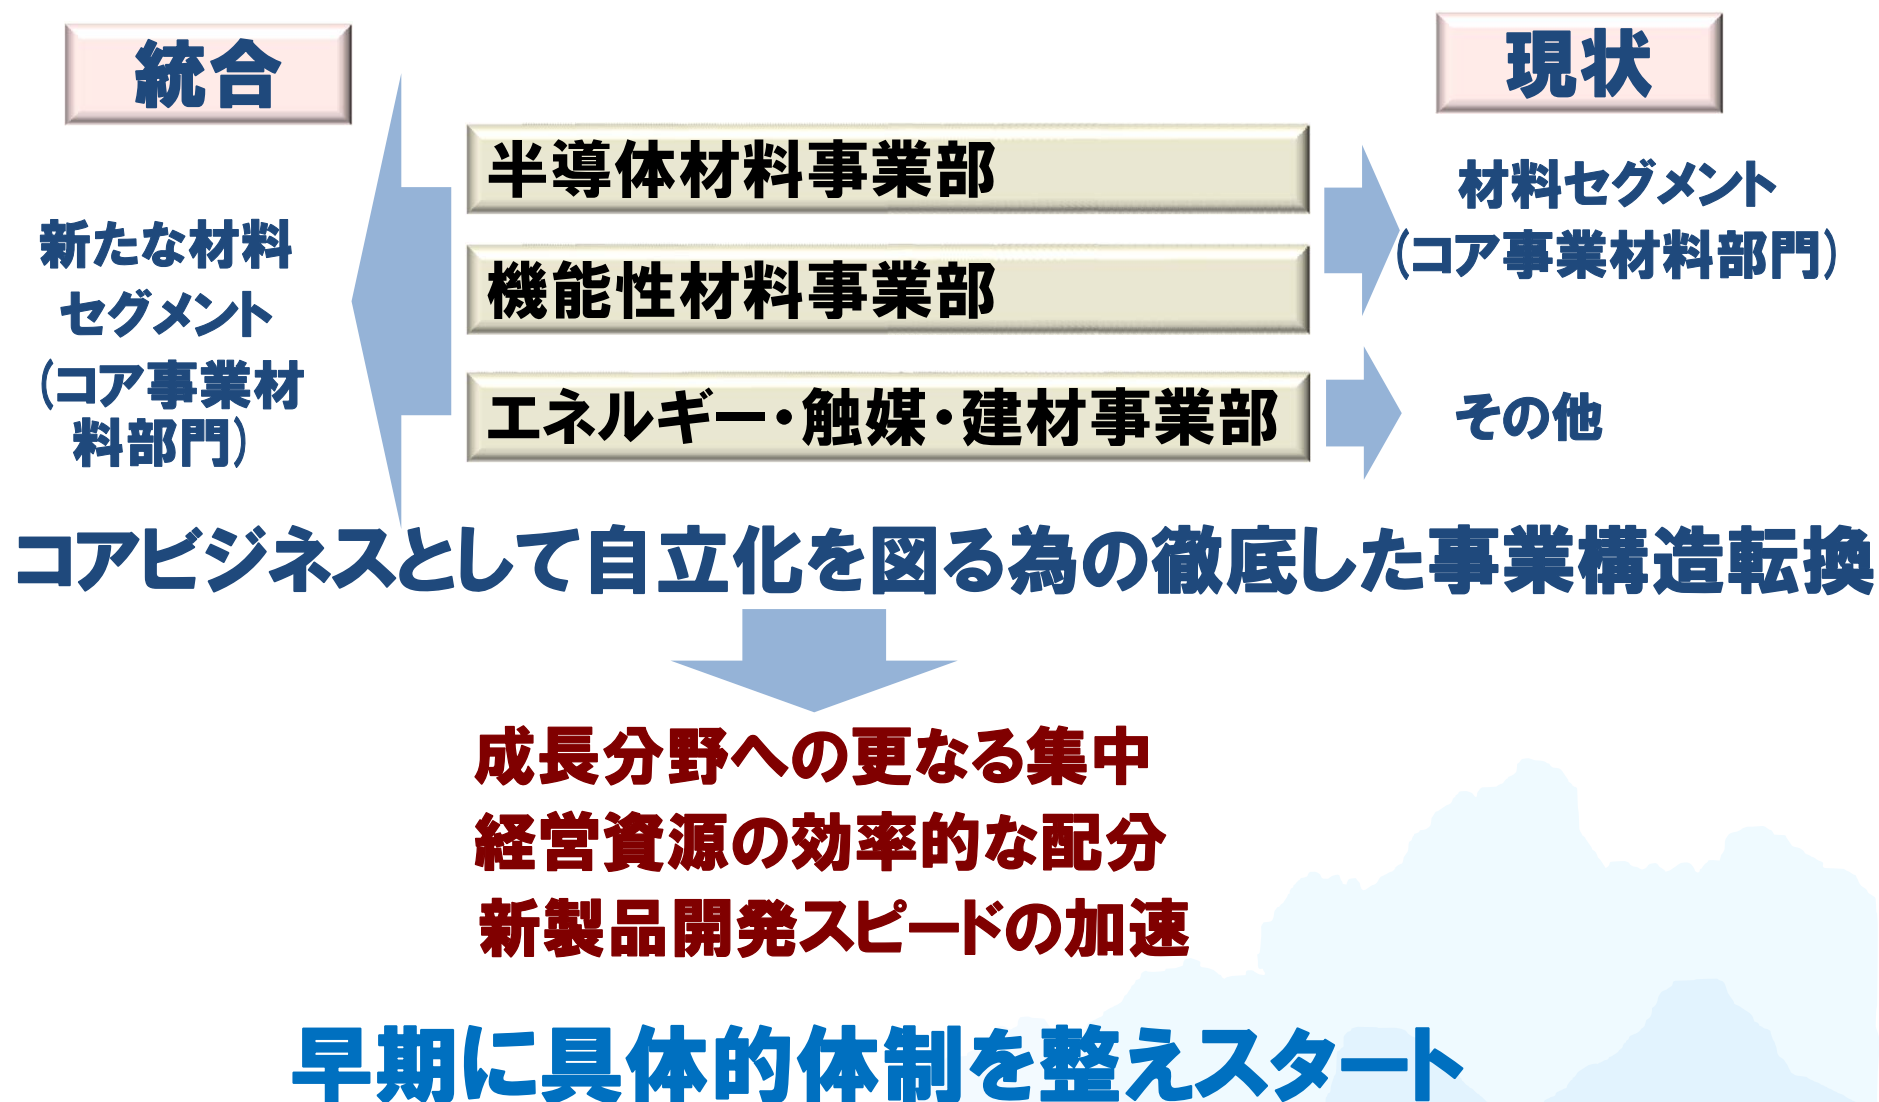 統合
現状
半導体材料事業部
機能性材料事業部
エネルギー・触媒・建材事業部
新たな材料
セグメント
(コア事業材
料部門)
材料セグメント
(コア事業材料部門)
その他
コアビジネスとして自立化を図る為の徹底した事業構造転換
成長分野への更なる集中
経営資源の効率的な配分
新製品開発スピードの加速
早期に具体的体制を整えスタート